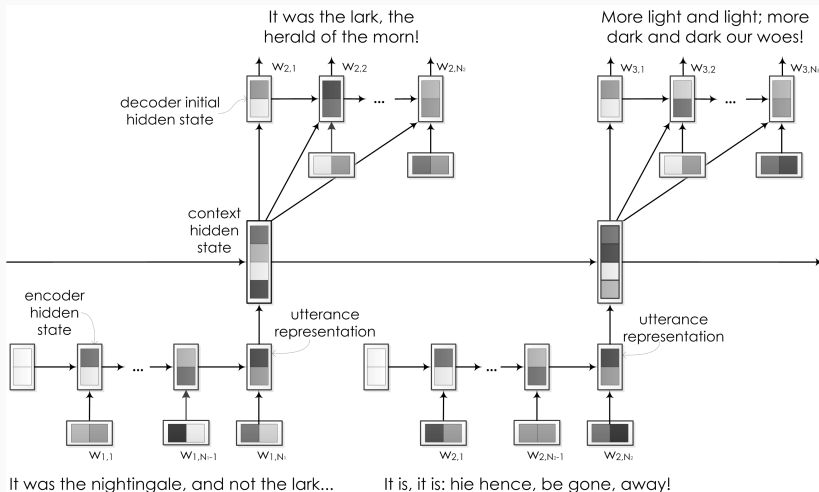 It was the lark, the
herald of the morn!
More light and light; more
dark and dark our woes!
w2,1
w2,2
w2,N2
w3,1
w3,2
w3,N3
decoder initial
hidden state
...
...
context
hidden
state
encoder
hidden
state
utterance
representation
utterance
representation
...
...
w1,1
w1,N1-1
w1,N1
w2,1
w2,N2-1
w2,N2
It was the nightingale, and not the lark...
It is, it is: hie hence, be gone, away!